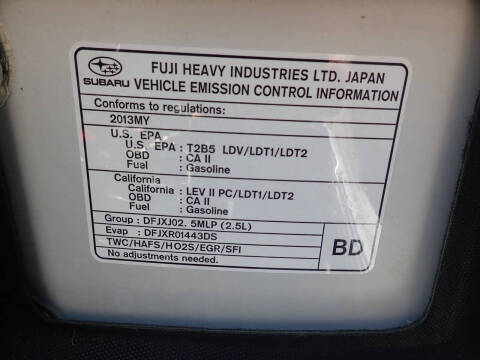 SUBARU
FUJI HEAVY INDUSTRIES LTD. JAPAN
VEHICLE EMISSION CONTROL INFORMATION
Conforms to regulations:
2013MY
U.S. EPA
U.S. EPA : T2B5 LDV/LDT1/LDT2
OBD : CA II
Fuel : Gasoline
California
California : LEV II PC/LDT1/LDT2
OBD : CA II
Fuel : Gasoline
Group : DFJXJ02. 5MLP (2.5L)
Evap : DFJXR01443DS
TWC/HAFS/HO2S/EGR/SFI
No adjustments needed.
BD